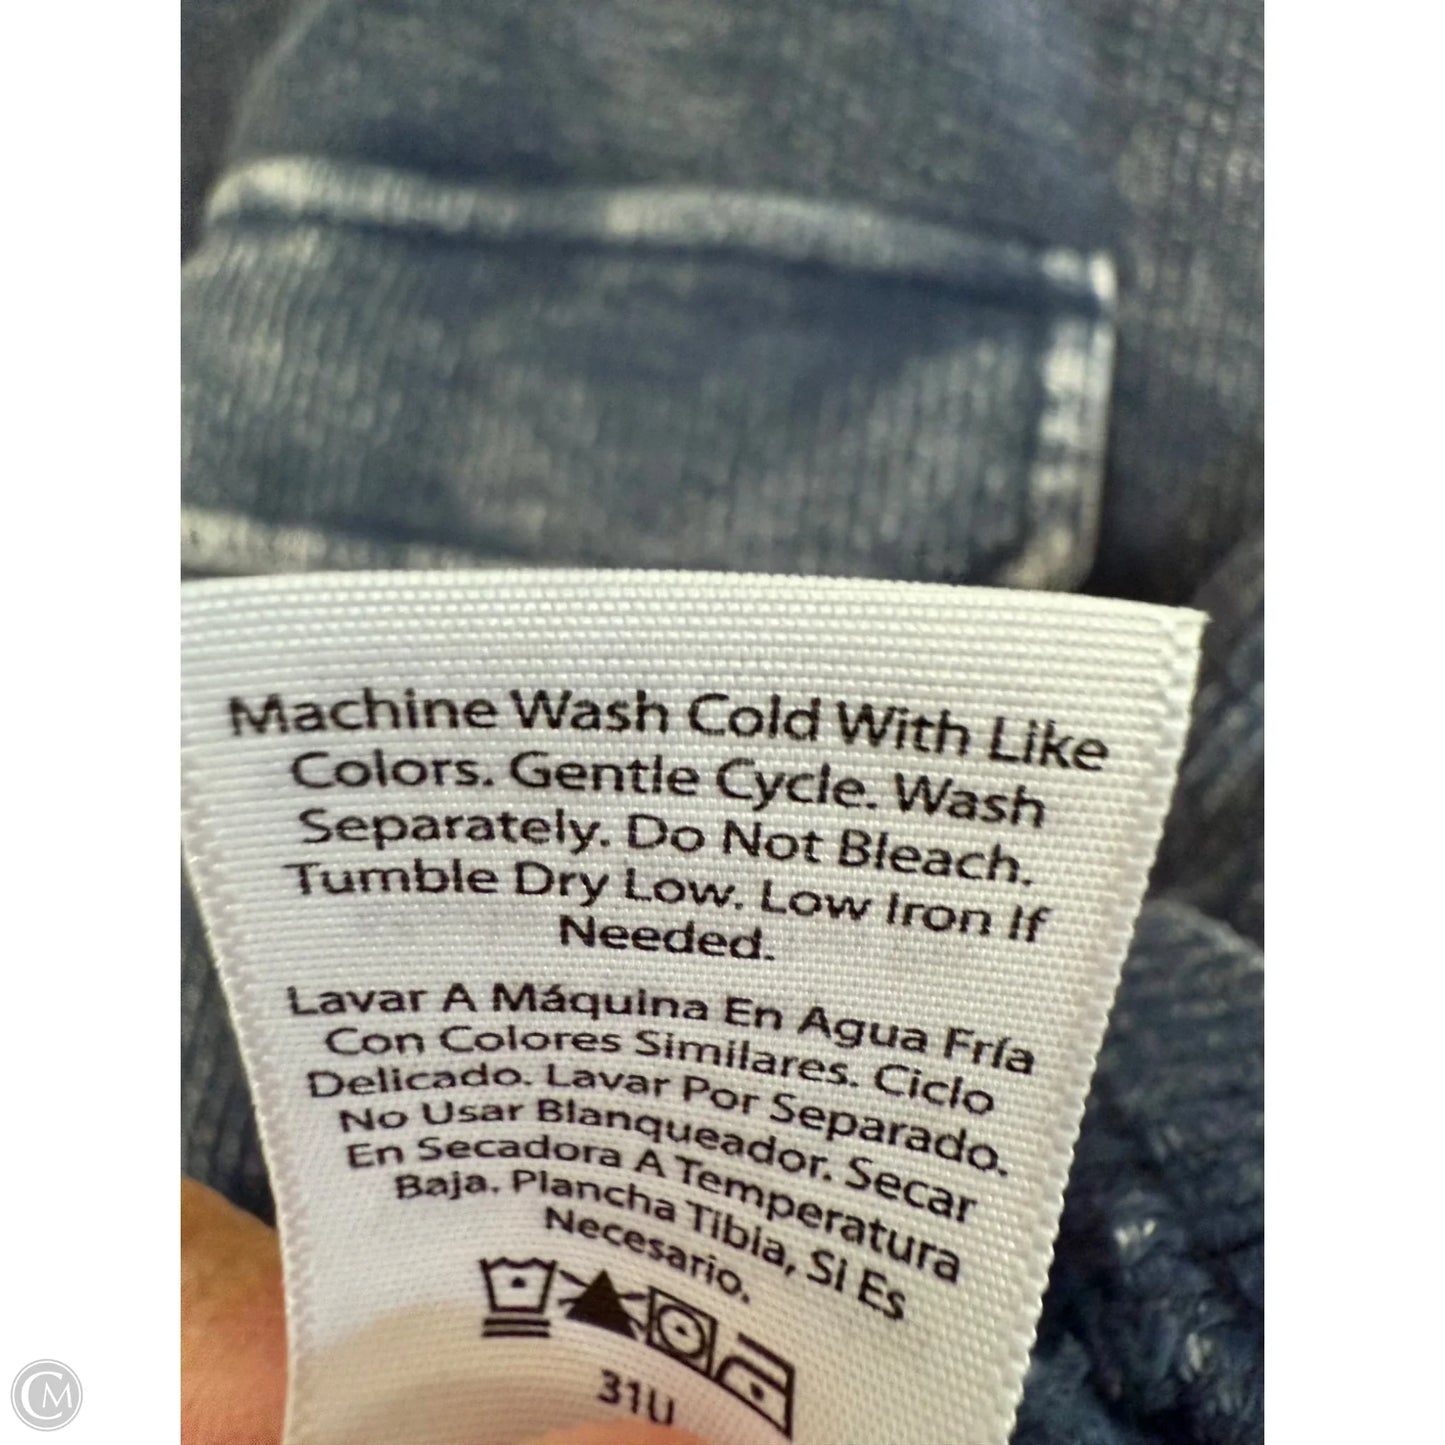 Machine Wash Cold With Like
Colors. Gentle Cycle. Wash
Separately. Do Not Bleach.
Tumble Dry Low. Low Iron If
Needed.
Lavar A Máquina En Agua Fría
Con Colores Similares. Ciclo
Delicado. Lavar Por Separado.
No Usar Blanqueador. Secar
En Secadora A Temperatura
Baja. Plancha Tibia, Si Es
Necesario.
31U
CM